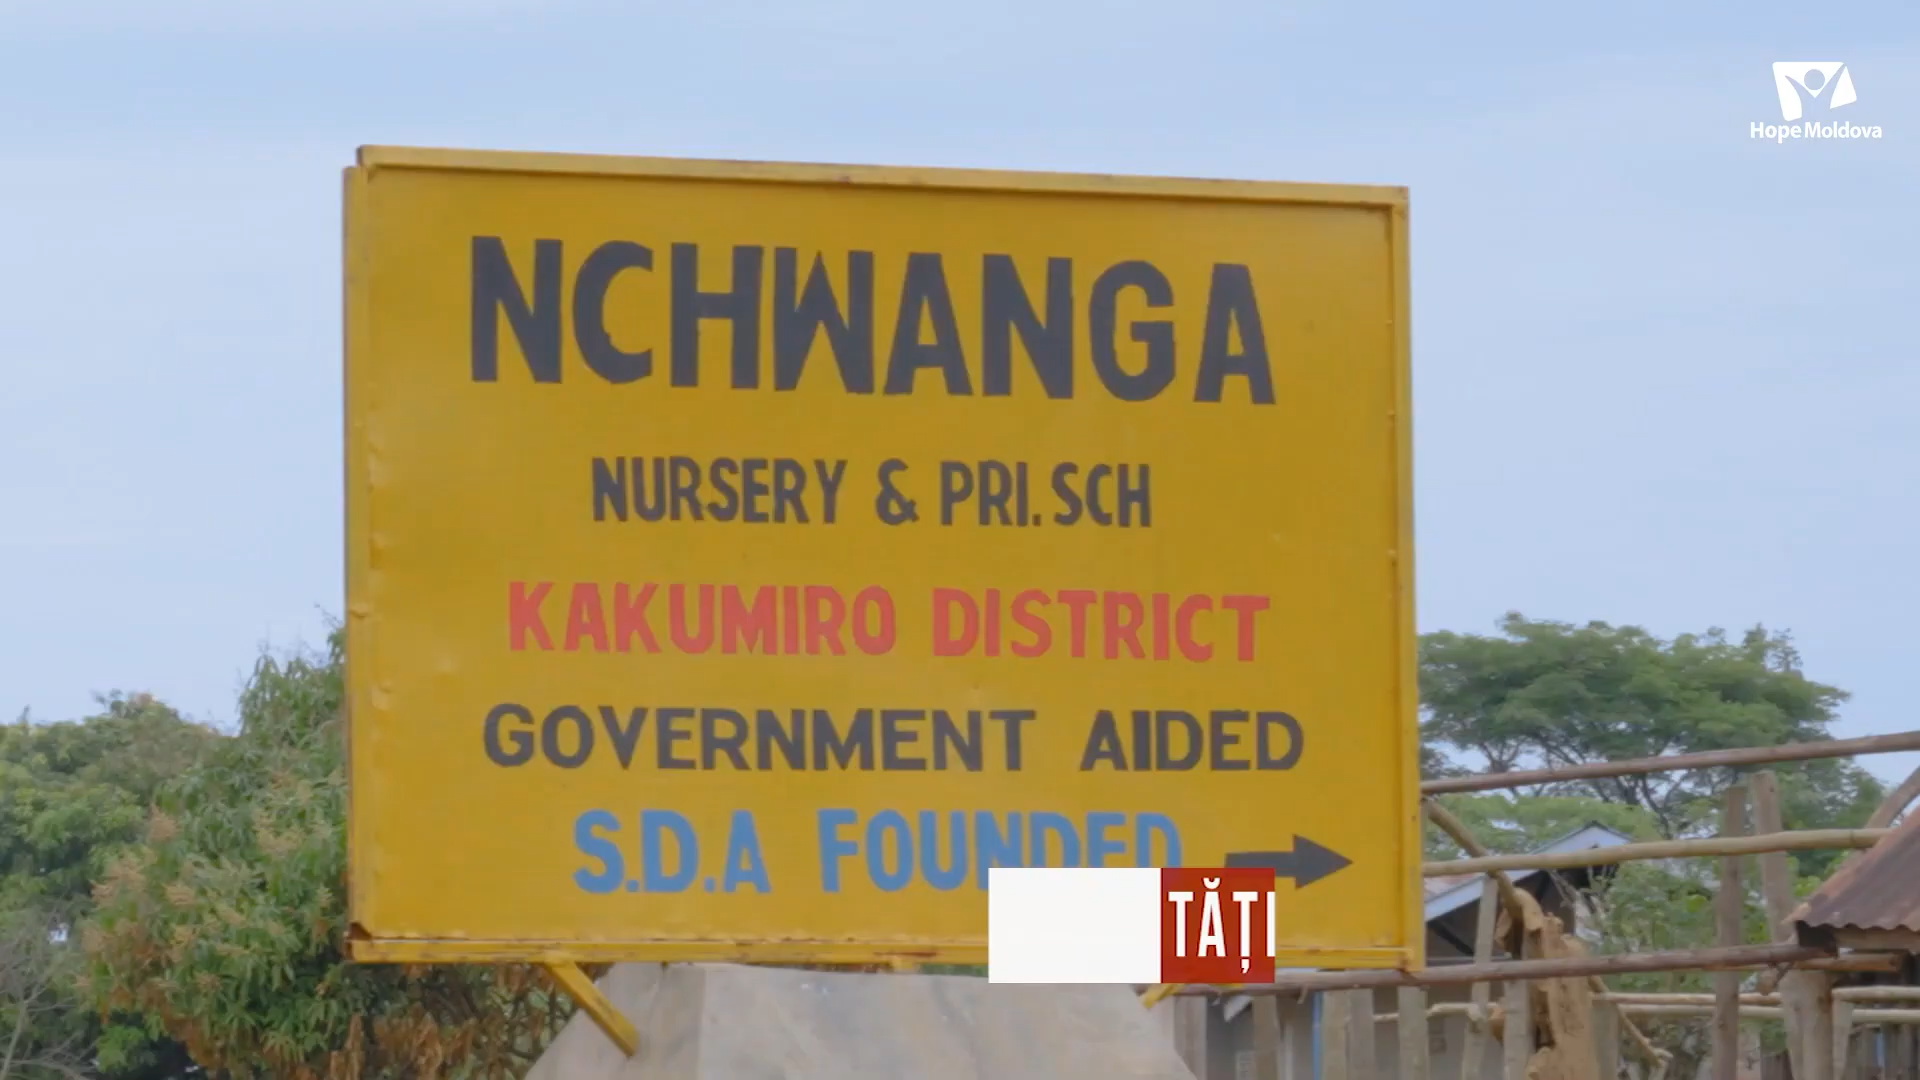 Hope Moldova
NCHWANGA
NURSERY & PRI. SCH
KAKUMIRO DISTRICT
GOVERNMENT AIDED
S.D.A FOUNDED
TĂȚI